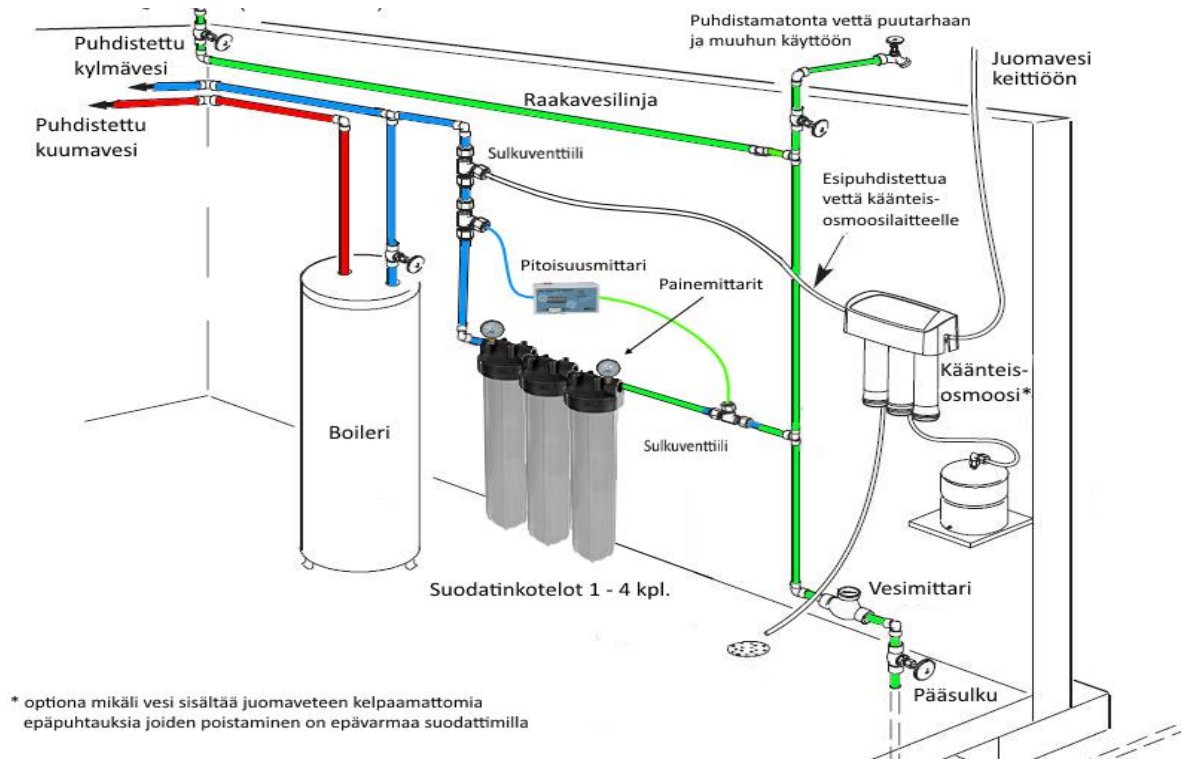 Puhdistettu
kylmävesi
Puhdistettu
kuumavesi
Raakavesilinja
Puhdistamatonta vettä puutarhaan
ja muuhun käyttöön
Juomavesi
keittiöön
Sulkuventtiili
Esipuhdistettua
vettä käänteis-
osmoosilaitteelle
Pitoisuusmittari
Painemittarit
Käänteis-
osmoosi*
Boileri
Sulkuventtiili
Suodatinkotelot 1 - 4 kpl.
Vesimittari
Pääsulku
* optiona mikäli vesi sisältää juomaveteen kelpaamattomia
epäpuhtauksia joiden poistaminen on epävarmaa suodattimilla